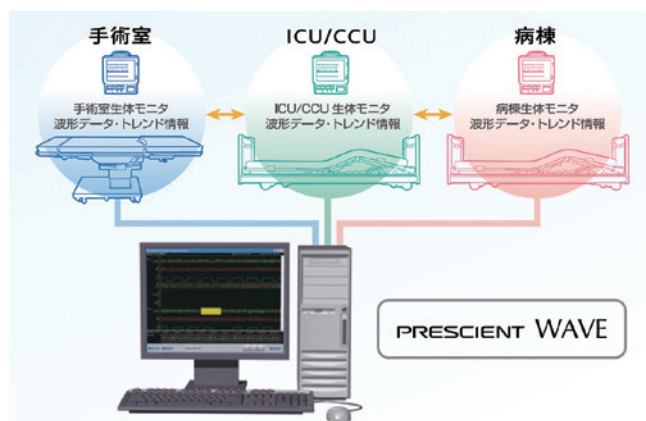 手術室
手術室生体モニタ
波形データ・トレンド情報
ICU/CCU
ICU/CCU 生体モニタ
波形データ・トレンド情報
病棟
病棟生体モニタ
波形データ・トレンド情報
PRESCIENT WAVE